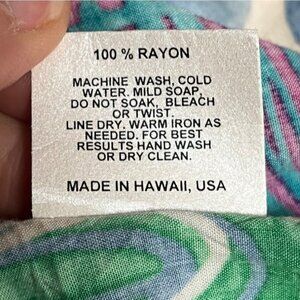 100 % RAYON
MACHINE WASH, COLD
WATER. MILD SOAP,
DO NOT SOAK, BLEACH
OR TWIST.
LINE DRY. WARM IRON AS
NEEDED. FOR BEST
RESULTS HAND WASH
OR DRY CLEAN.
MADE IN HAWAII, USA